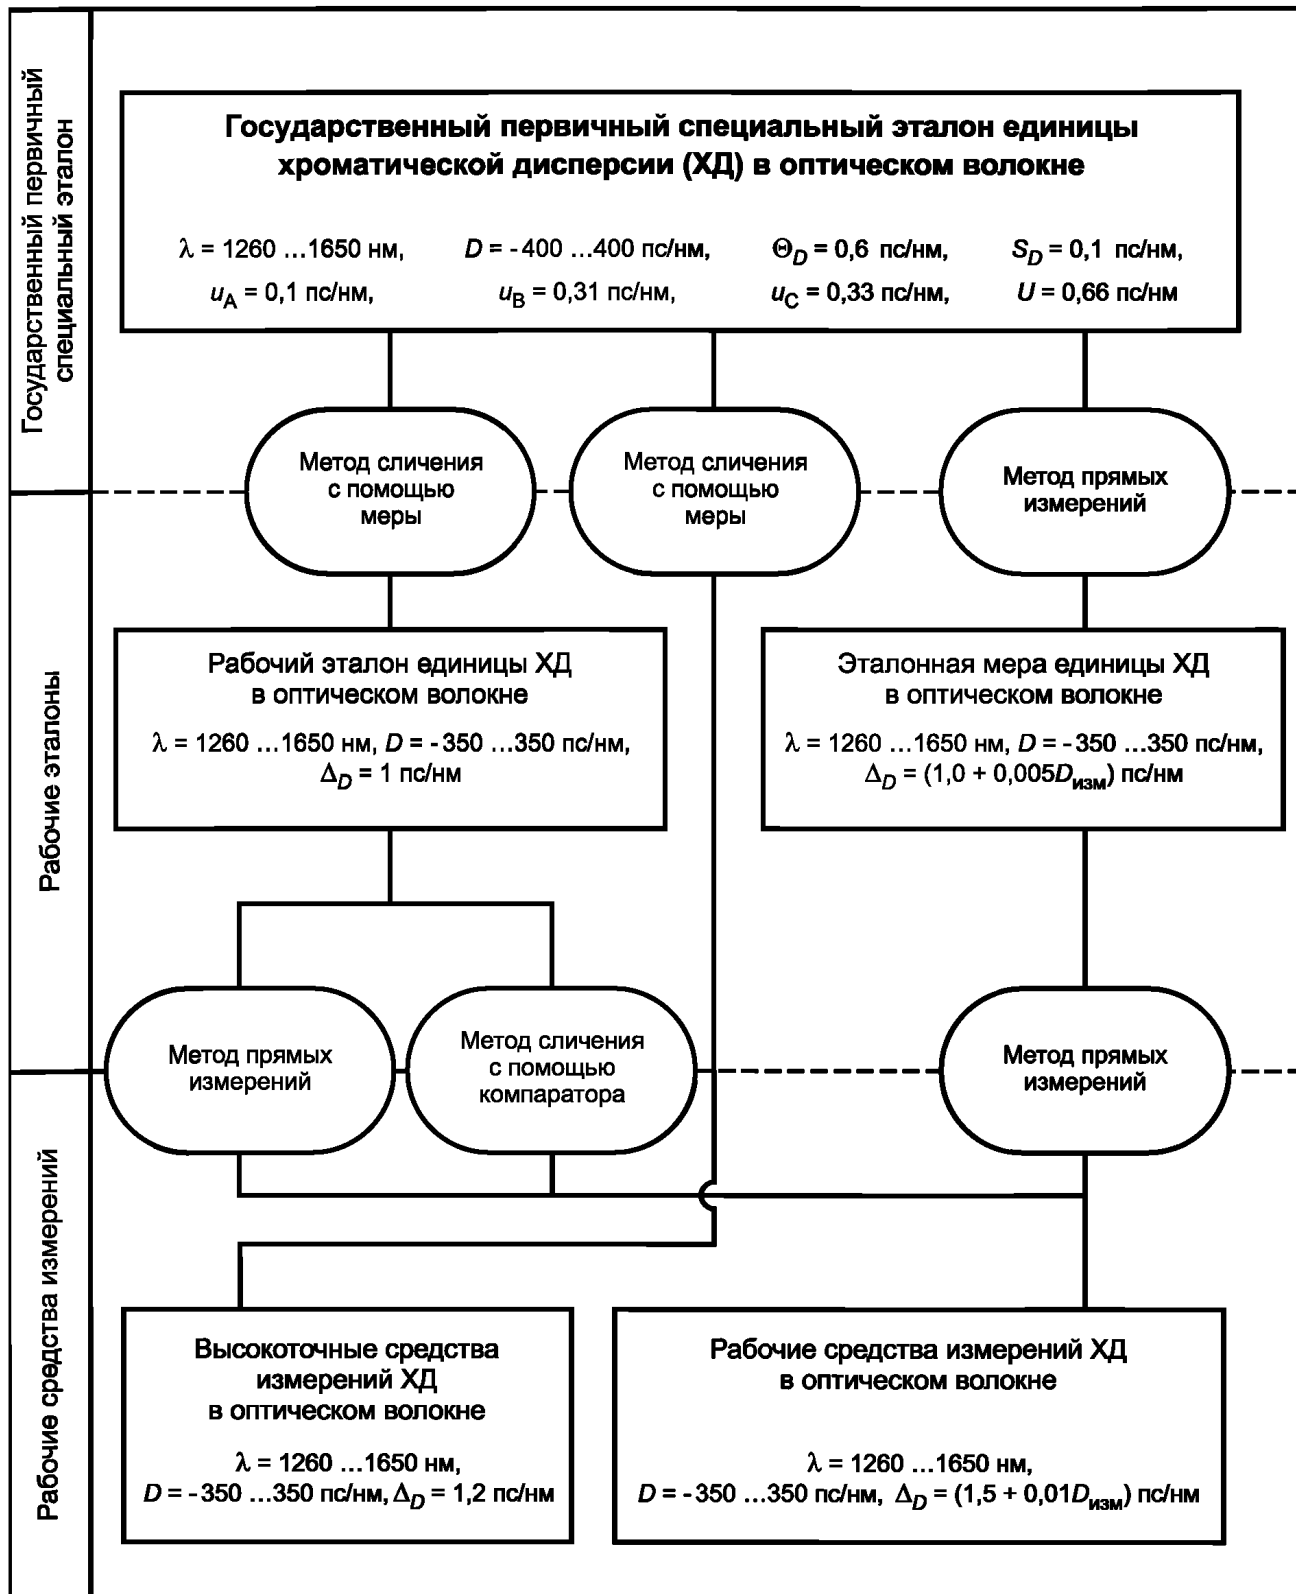 Государственный первичный
специальный эталон
Государственный первичный специальный эталон единицы
хроматической дисперсии (ХД) в оптическом волокне
λ = 1260 ...1650 нм, D = -400 ...400 пс/нм, Θ_D = 0,6 пс/нм, S_D = 0,1 пс/нм,
u_A = 0,1 пс/нм, u_B = 0,31 пс/нм, u_C = 0,33 пс/нм, U = 0,66 пс/нм
Метод сличения
с помощью
меры
Метод сличения
с помощью
меры
Метод прямых
измерений
Рабочие эталоны
Рабочий эталон единицы ХД
в оптическом волокне
λ = 1260 ...1650 нм, D = -350 ...350 пс/нм,
Δ_D = 1 пс/нм
Эталонная мера единицы ХД
в оптическом волокне
λ = 1260 ...1650 нм, D = -350 ...350 пс/нм,
Δ_D = (1,0 + 0,005D_изм) пс/нм
Метод прямых
измерений
Метод сличения
с помощью
компаратора
Метод прямых
измерений
Рабочие средства измерений
Высокоточные средства
измерений ХД
в оптическом волокне
λ = 1260 ...1650 нм,
D = -350 ...350 пс/нм, Δ_D = 1,2 пс/нм
Рабочие средства измерений ХД
в оптическом волокне
λ = 1260 ...1650 нм,
D = -350 ...350 пс/нм, Δ_D = (1,5 + 0,01D_изм) пс/нм